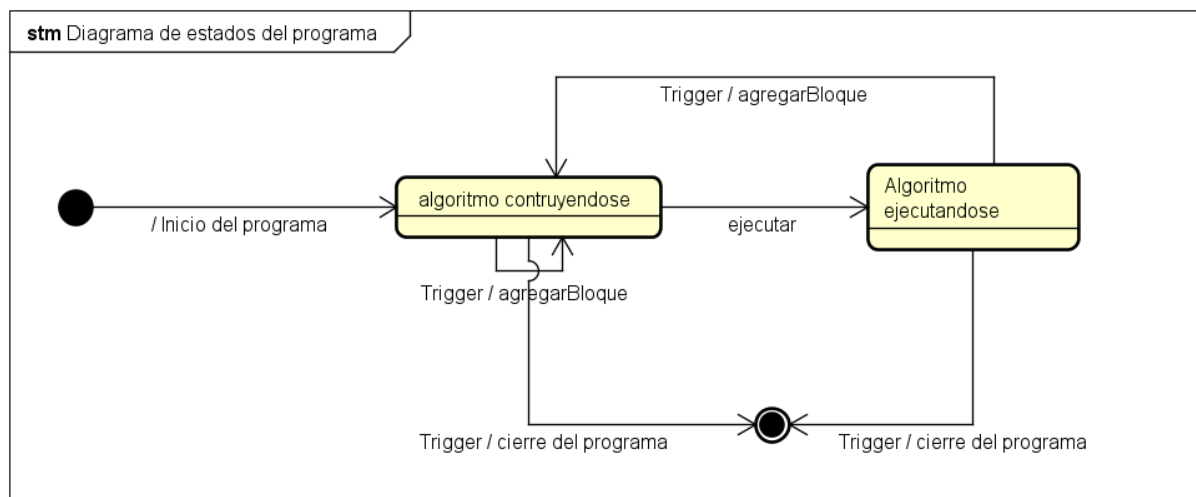 stm Diagrama de estados del programa
Trigger / agregarBloque
algoritmo contruyendose
Algoritmo
ejecutandose
/ Inicio del programa
ejecutar
Trigger / agregarBloque
Trigger / cierre del programa
Trigger / cierre del programa